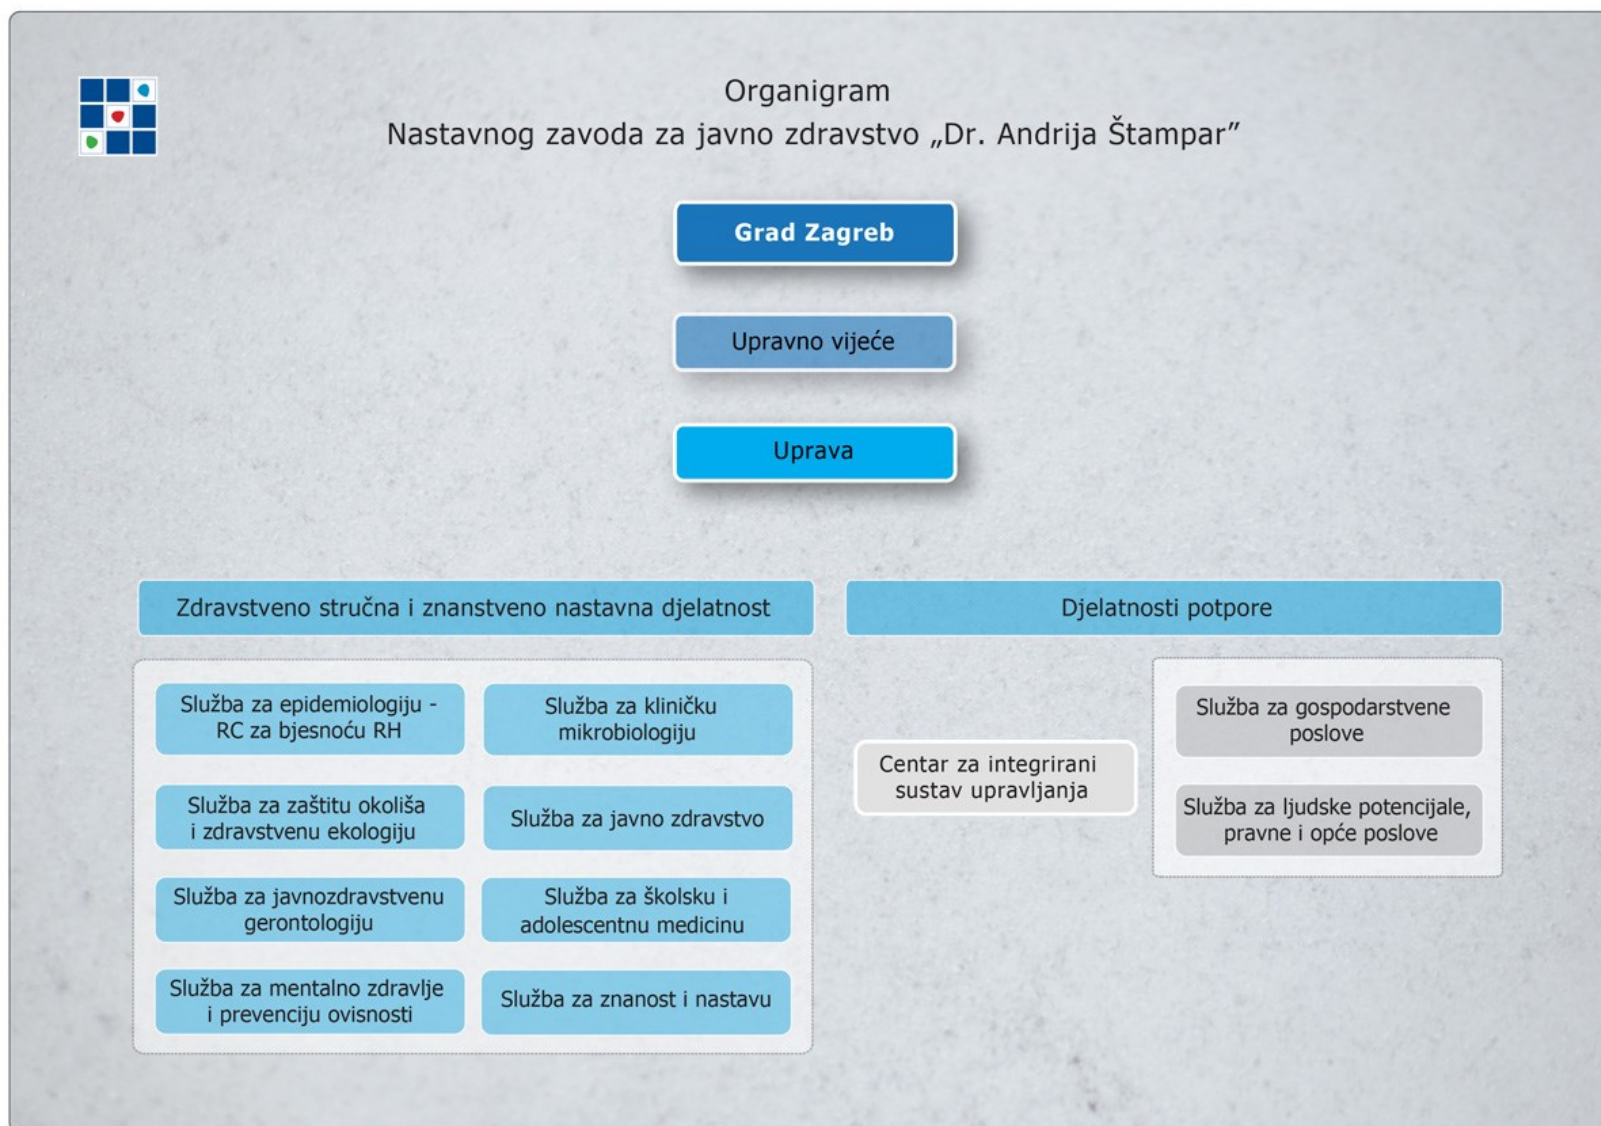 Organigram
Nastavnog zavoda za javno zdravstvo „Dr. Andrija Štampar”
Grad Zagreb
Upravno vijeće
Uprava
Zdravstveno stručna i znanstveno nastavna djelatnost
Služba za epidemiologiju -
RC za bjesnoću RH
Služba za kliničku
mikrobiologiju
Služba za zaštitu okoliša
i zdravstvenu ekologiju
Služba za javno zdravstvo
Služba za javnozdravstvenu
gerontologiju
Služba za školsku i
adolescentnu medicinu
Služba za mentalno zdravlje
i prevenciju ovisnosti
Služba za znanost i nastavu
Djelatnosti potpore
Centar za integrirani
sustav upravljanja
Služba za gospodarstvene
poslove
Služba za ljudske potencijale,
pravne i opće poslove